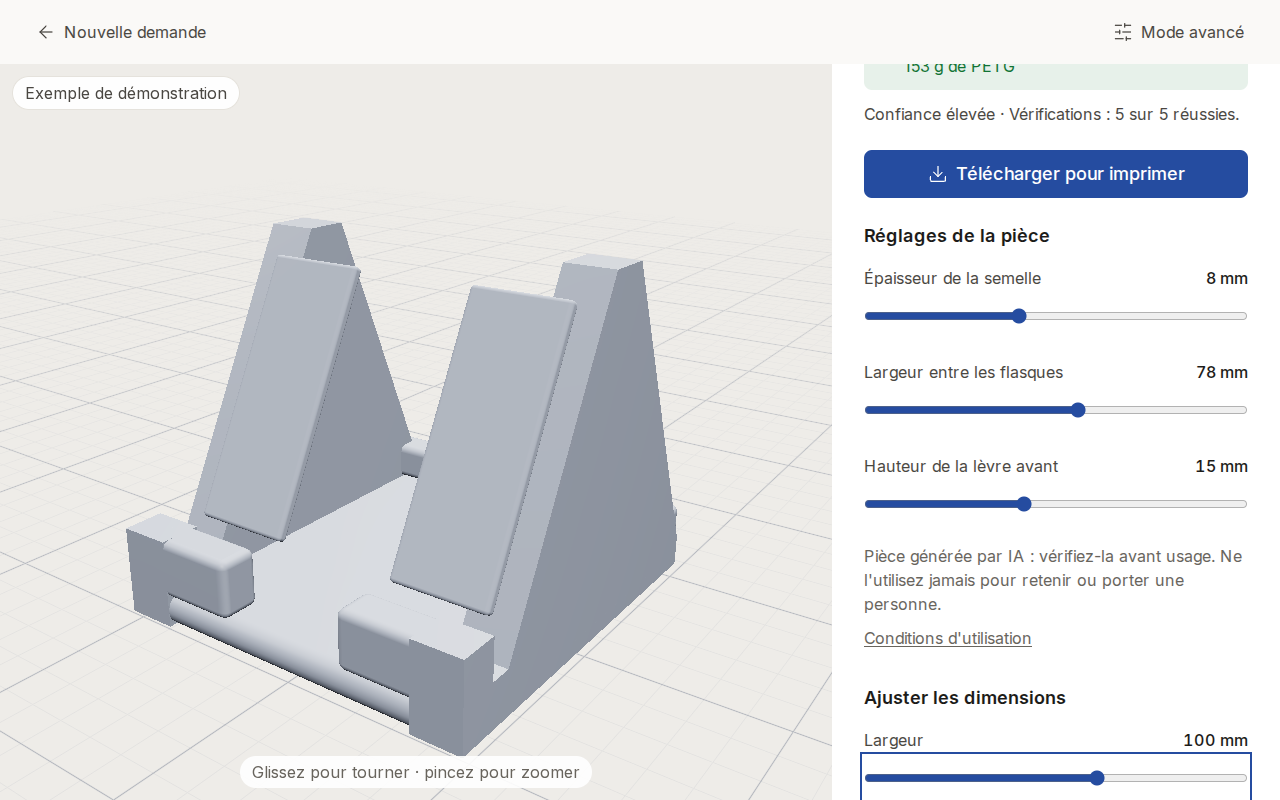 Nouvelle demande
Mode avancé
Exemple de démonstration
153 g de PETG
Confiance élevée · Vérifications : 5 sur 5 réussies.
Télécharger pour imprimer
Réglages de la pièce
Épaisseur de la semelle 8 mm
Largeur entre les flasques 78 mm
Hauteur de la lèvre avant 15 mm
Pièce générée par IA : vérifiez-la avant usage. Ne
l'utilisez jamais pour retenir ou porter une
personne.
Conditions d'utilisation
Ajuster les dimensions
Largeur 100 mm
Glissez pour tourner · pincez pour zoomer